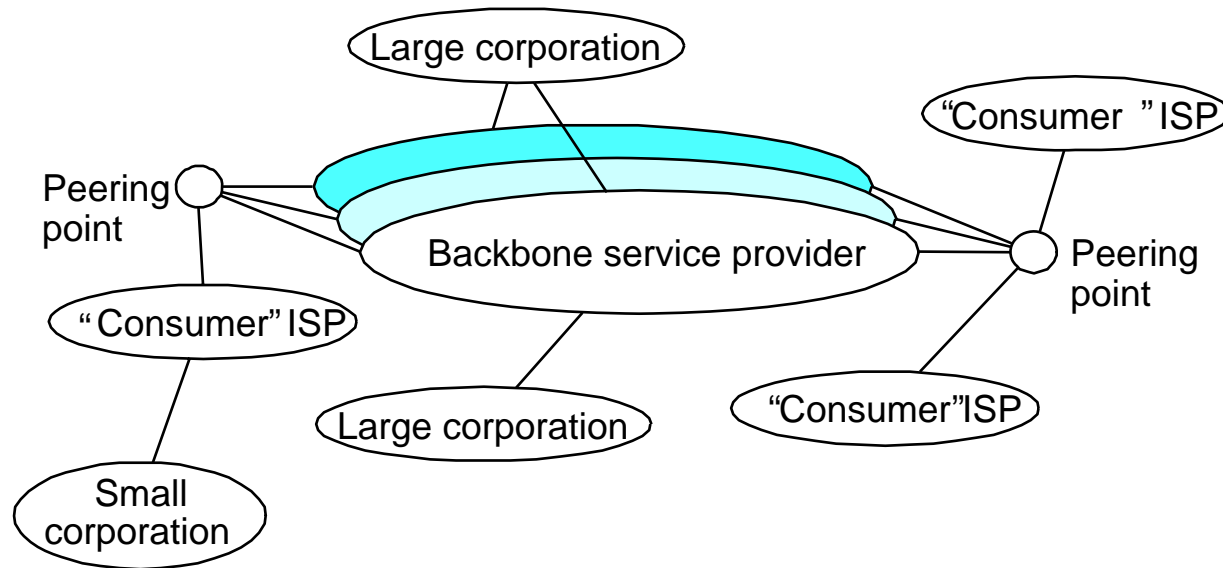 Large corporation
“Consumer ” ISP
Peering
point
Backbone service provider
Peering
point
“Consumer” ISP
Large corporation
“Consumer”ISP
Small
corporation